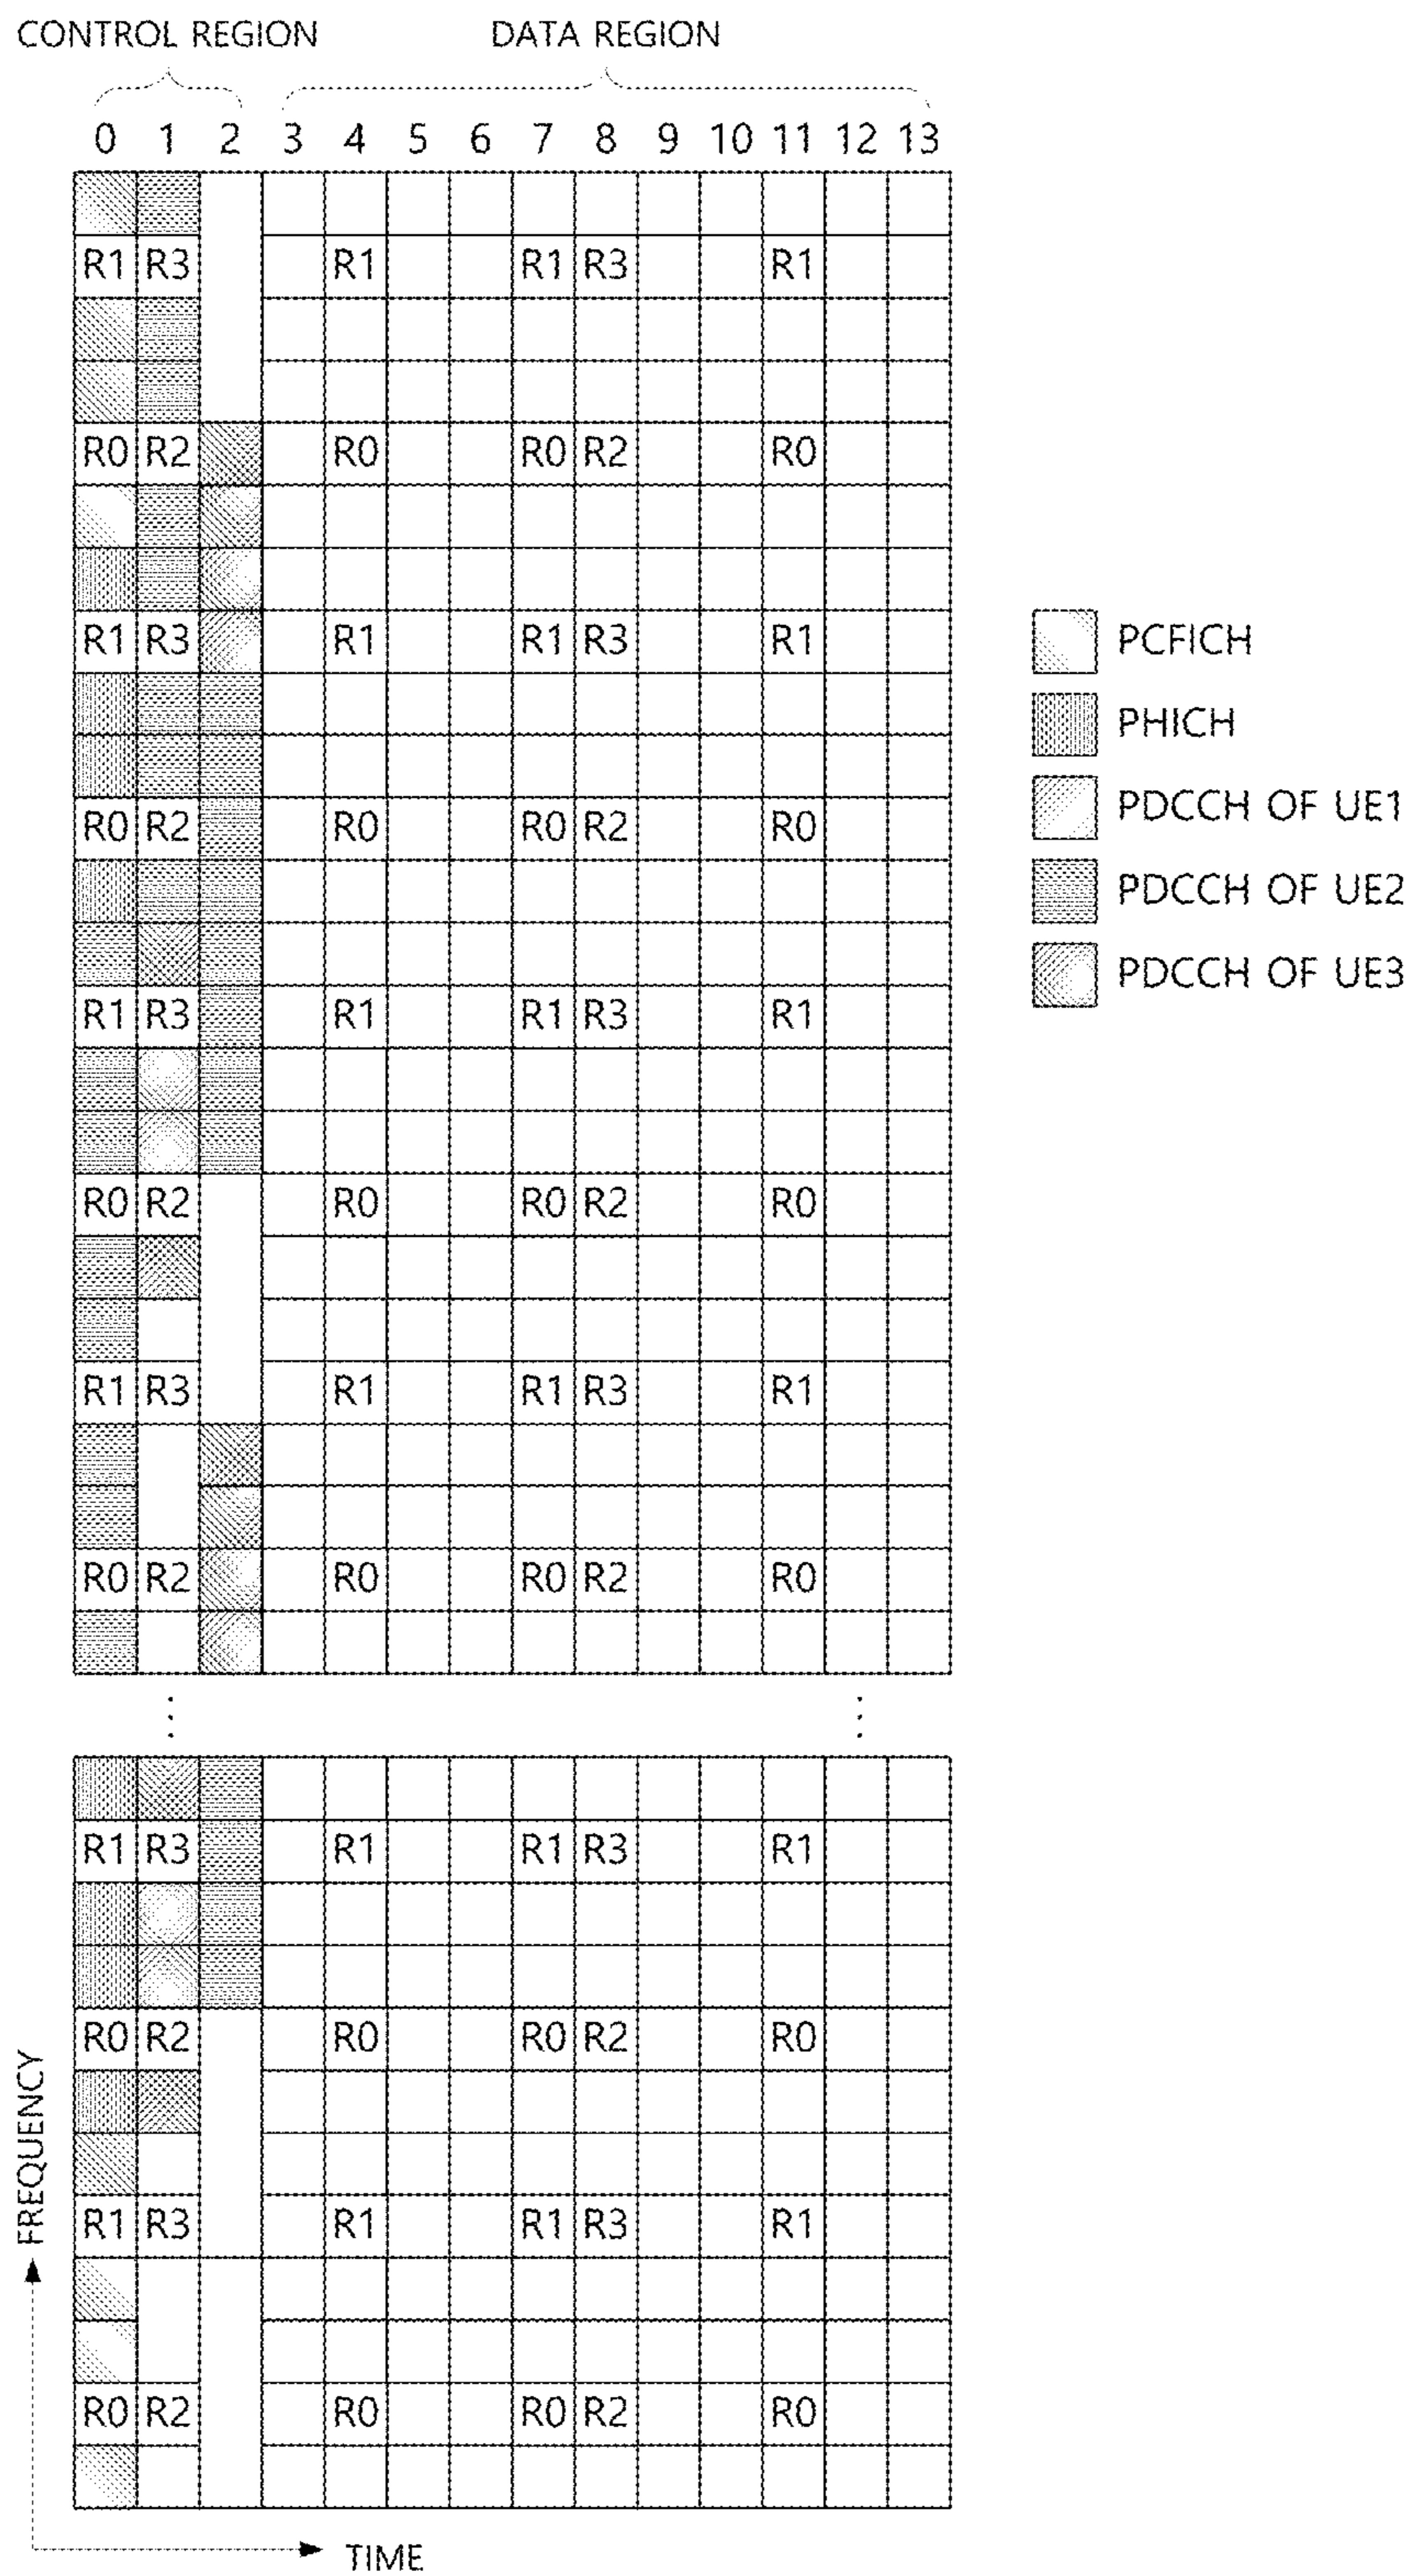 CONTROL REGION DATA REGION
0 1 2 3 4 5 6 7 8 9 10 11 12 13
R1 R3 R1 R1 R3 R1
R0 R2 R0 R0 R2 R0
R1 R3 R1 R1 R3 R1
R0 R2 R0 R0 R2 R0
R1 R3 R1 R1 R3 R1
R0 R2 R0 R0 R2 R0
R1 R3 R1 R1 R3 R1
R0 R2 R0 R0 R2 R0
R1 R3 R1 R1 R3 R1
R0 R2 R0 R0 R2 R0
R1 R3 R1 R1 R3 R1
R0 R2 R0 R0 R2 R0
PCFICH
PHICH
PDCCH OF UE1
PDCCH OF UE2
PDCCH OF UE3
FREQUENCY
TIME